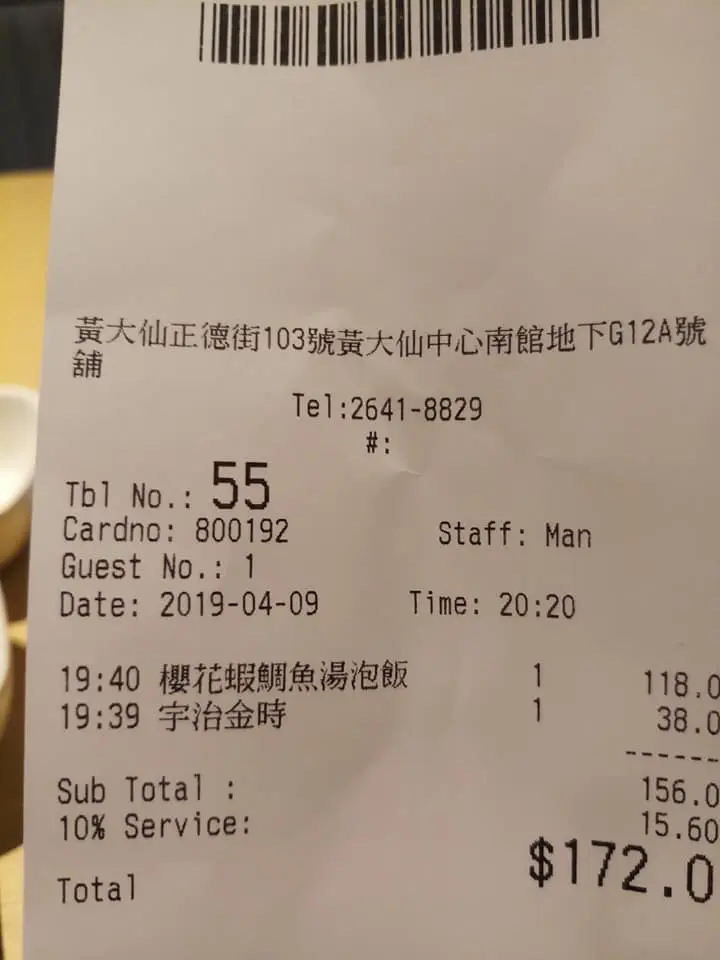 黃大仙正德街103號黃大仙中心南館地下G12A號
舖
Tel:2641-8829
#:
Tbl No.: 55
Cardno: 800192 Staff: Man
Guest No.: 1
Date: 2019-04-09 Time: 20:20
19:40 櫻花蝦鯛魚湯泡飯 1 118.0
19:39 宇治金時 1 38.0
------
Sub Total : 156.0
10% Service: 15.60
Total $172.0